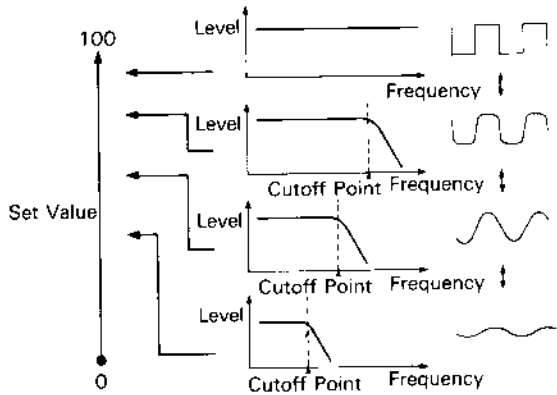 100
Level
Frequency
Level
Cutoff Point
Frequency
Set Value
Level
Cutoff Point
Frequency
Level
0
Cutoff Point
Frequency